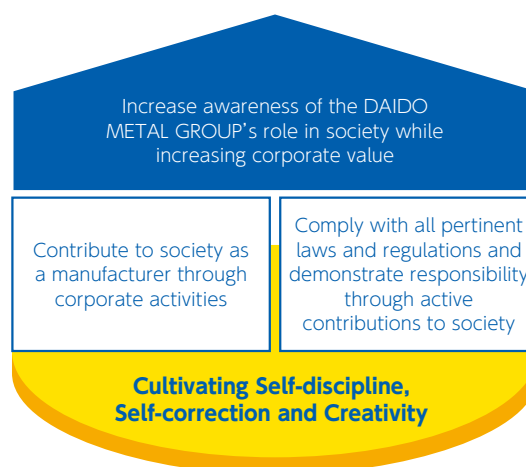 Increase awareness of the DAIDO
METAL GROUP's role in society while
increasing corporate value
Contribute to society as
a manufacturer through
corporate activities
Comply with all pertinent
laws and regulations and
demonstrate responsibility
through active
contributions to society
Cultivating Self-discipline,
Self-correction and Creativity